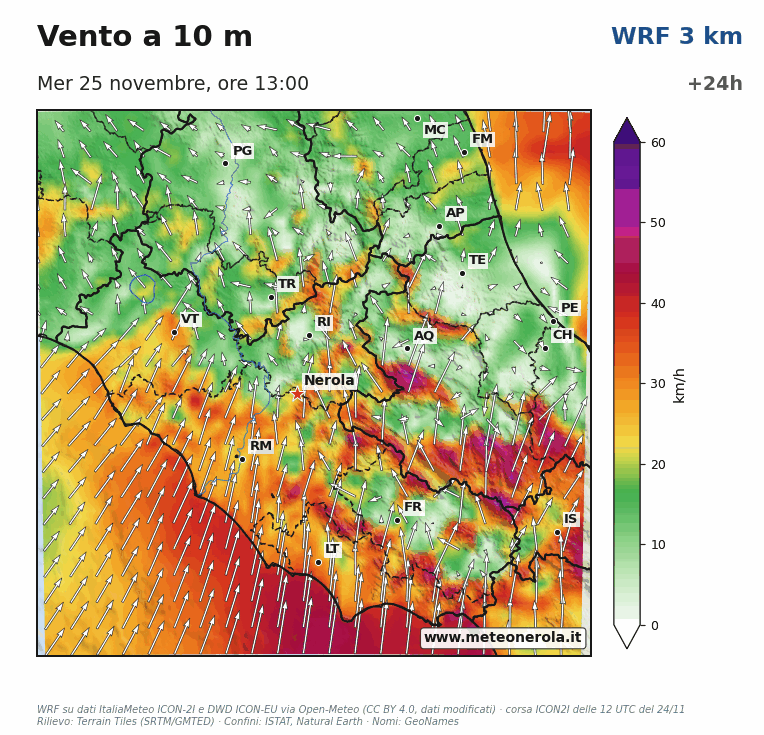 Vento a 10 m
WRF 3 km
Mer 25 novembre, ore 13:00
+24h
MC
FM
PG
AP
TE
TR
PE
VT
RI
AQ
CH
Nerola
RM
FR
IS
LT
www.meteonerola.it
60
50
40
30
20
10
0
km/h
WRF su dati ItaliaMeteo ICON-2I e DWD ICON-EU via Open-Meteo (CC BY 4.0, dati modificati) · corsa ICON2I delle 12 UTC del 24/11
Rilievo: Terrain Tiles (SRTM/GMTED) · Confini: ISTAT, Natural Earth · Nomi: GeoNames